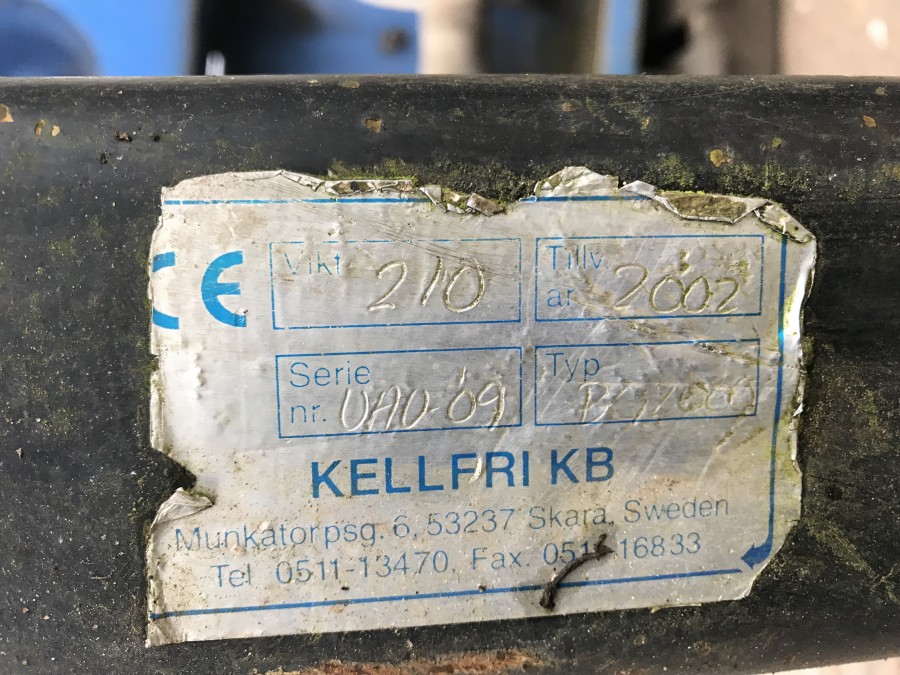 CE
Vikt 210
Tillv. år 2002
Serie nr. UAU-09
Typ
KELLFRI KB
Munkatorpsg. 6, 53237 Skara, Sweden
Tel 0511-13470, Fax. 0511-16833